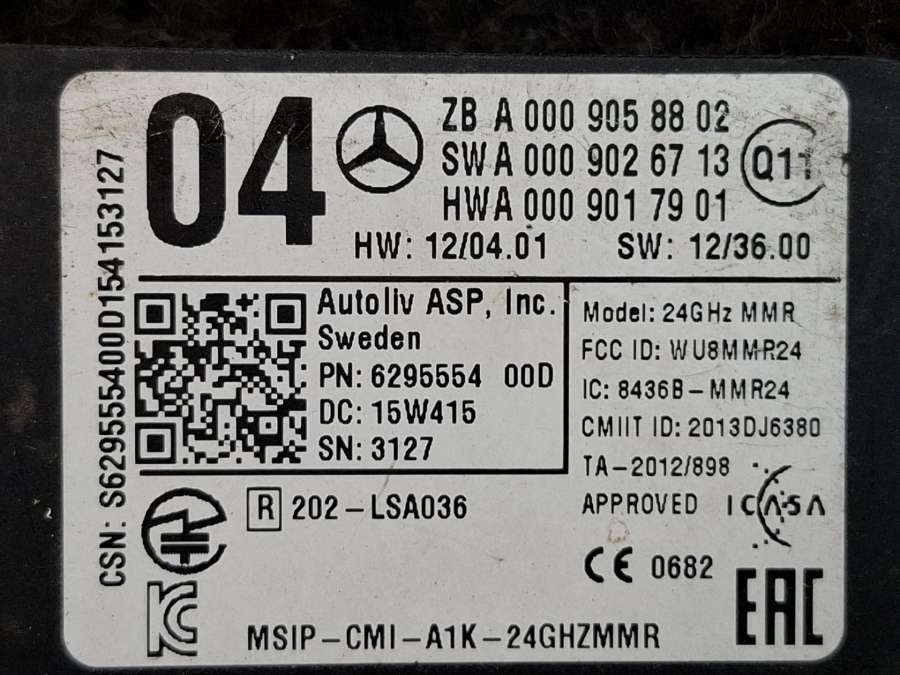 04
ZB A 000 905 88 02
SW A 000 902 67 13
Q11
HW A 000 901 79 01
HW: 12/04.01 SW: 12/36.00
CSN: S629555400D154153127
Autoliv ASP, Inc.
Sweden
PN: 6295554 00D
DC: 15W415
SN: 3127
Model: 24GHz MMR
FCC ID: WU8MMR24
IC: 8436B-MMR24
CMIIT ID: 2013DJ6380
TA-2012/898
APPROVED ICASA
R 202-LSA036
CE 0682
KC
MSIP-CMI-A1K-24GHZMMR
EAC